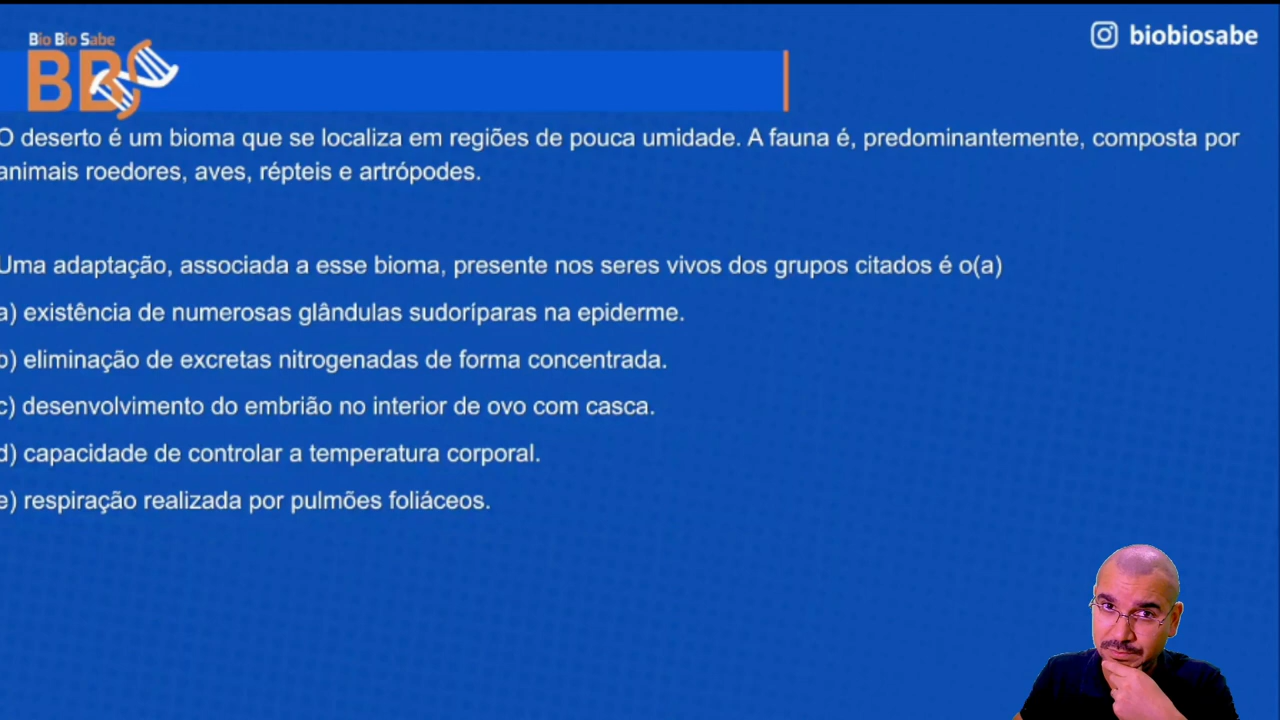 Bio Bio Sabe
BBS
biobiosabe
O deserto é um bioma que se localiza em regiões de pouca umidade. A fauna é, predominantemente, composta por
animais roedores, aves, répteis e artrópodes.
Uma adaptação, associada a esse bioma, presente nos seres vivos dos grupos citados é o(a)
a) existência de numerosas glândulas sudoríparas na epiderme.
b) eliminação de excretas nitrogenadas de forma concentrada.
c) desenvolvimento do embrião no interior de ovo com casca.
d) capacidade de controlar a temperatura corporal.
e) respiração realizada por pulmões foliáceos.